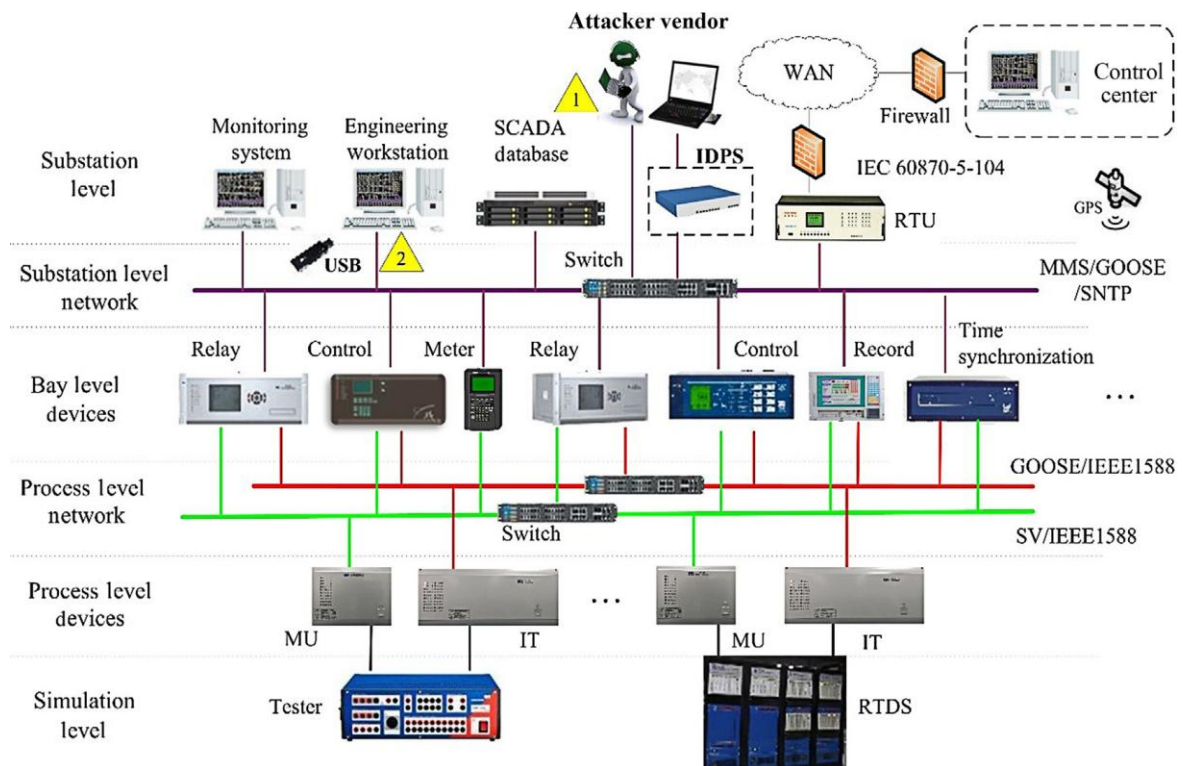 Attacker vendor
1
WAN
Firewall
Control
center
Monitoring
system
Engineering
workstation
SCADA
database
IDPS
IEC 60870-5-104
Substation
level
GPS
RTU
USB
2
Switch
Substation level
network
MMS/GOOSE
/SNTP
Relay
Control
Meter
Relay
Control
Record
Time
synchronization
Bay level
devices
...
GOOSE/IEEE1588
Process level
network
Switch
SV/IEEE1588
Process level
devices
...
MU
IT
MU
IT
Simulation
level
Tester
RTDS